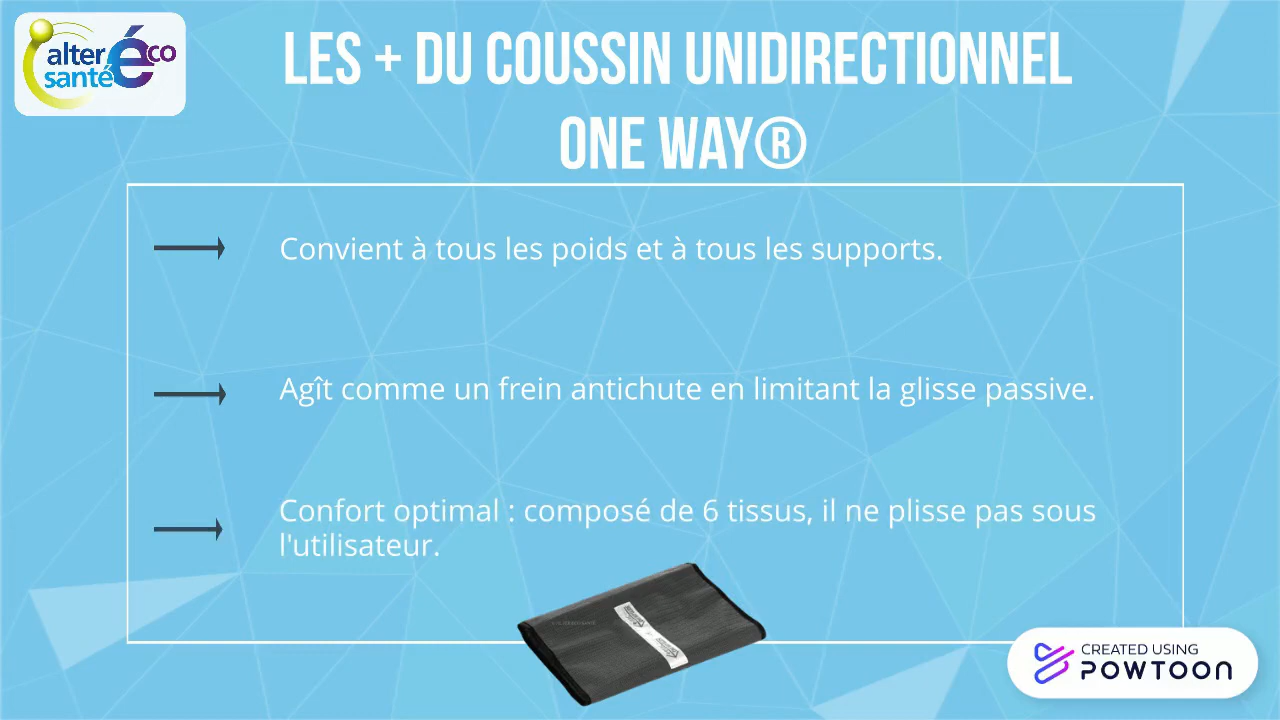 alter éco
santé
LES + DU COUSSIN UNIDIRECTIONNEL
ONE WAY®
Convient à tous les poids et à tous les supports.
Agît comme un frein antichute en limitant la glisse passive.
Confort optimal : composé de 6 tissus, il ne plisse pas sous
l'utilisateur.
CREATED USING
POWTOON